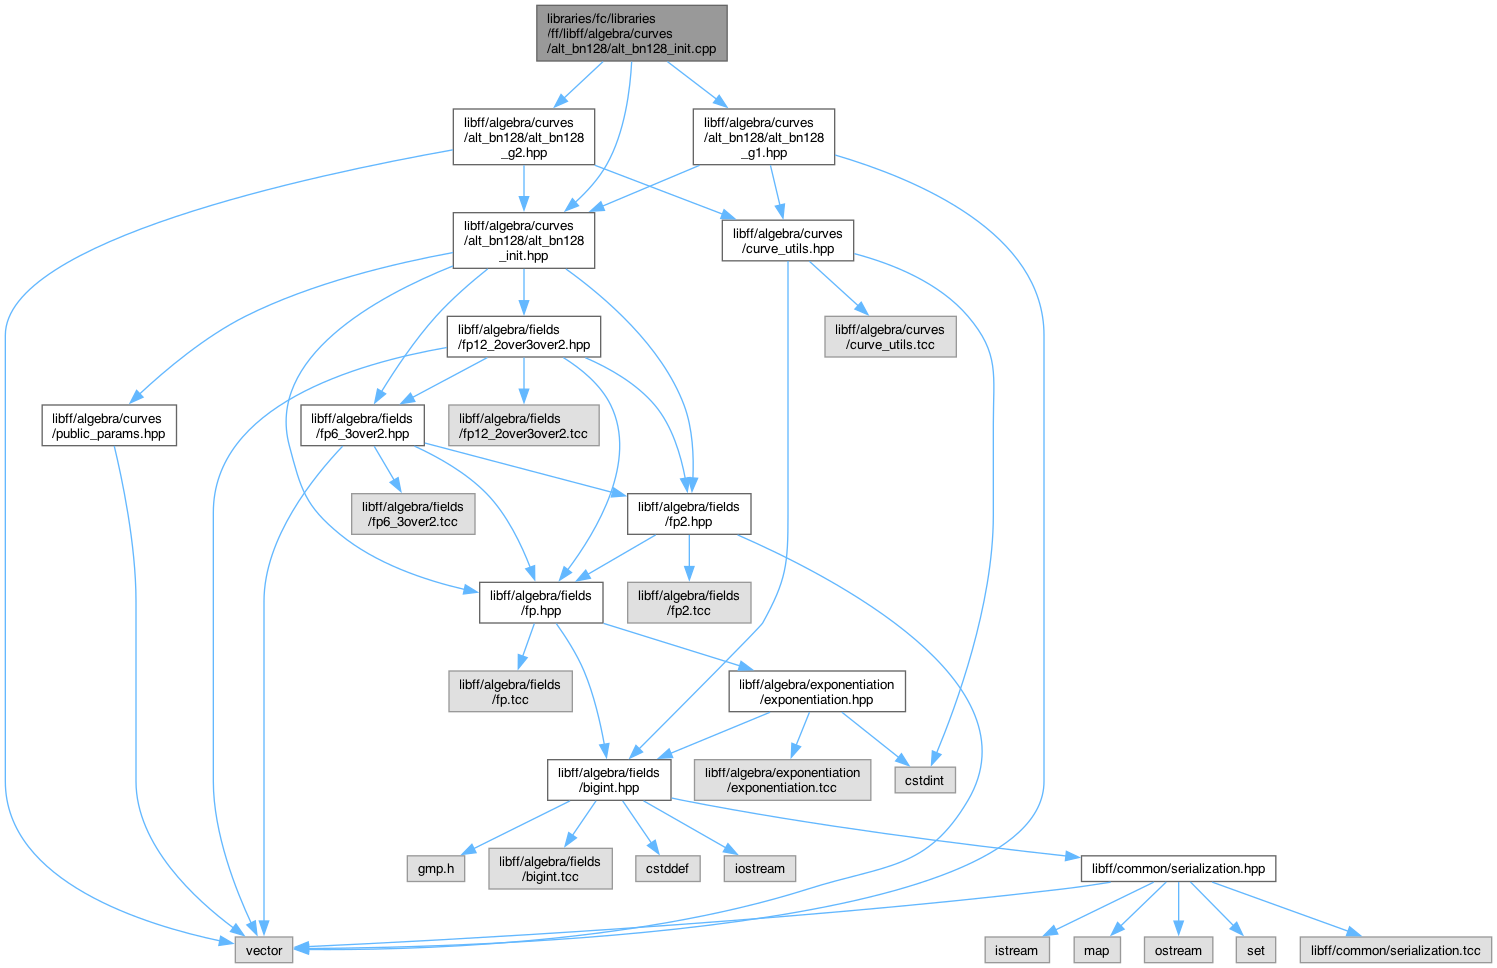 libraries/fc/libraries
/ff/libff/algebra/curves
/alt_bn128/alt_bn128_init.cpp
libff/algebra/curves
/alt_bn128/alt_bn128
_g2.hpp
libff/algebra/curves
/alt_bn128/alt_bn128
_g1.hpp
libff/algebra/curves
/alt_bn128/alt_bn128
_init.hpp
libff/algebra/curves
/curve_utils.hpp
libff/algebra/fields
/fp12_2over3over2.hpp
libff/algebra/curves
/curve_utils.tcc
libff/algebra/curves
/public_params.hpp
libff/algebra/fields
/fp6_3over2.hpp
libff/algebra/fields
/fp12_2over3over2.tcc
libff/algebra/fields
/fp6_3over2.tcc
libff/algebra/fields
/fp2.hpp
libff/algebra/fields
/fp.hpp
libff/algebra/fields
/fp2.tcc
libff/algebra/fields
/fp.tcc
libff/algebra/exponentiation
/exponentiation.hpp
libff/algebra/fields
/bigint.hpp
libff/algebra/exponentiation
/exponentiation.tcc
cstdint
gmp.h
libff/algebra/fields
/bigint.tcc
cstddef
iostream
libff/common/serialization.hpp
vector
istream
map
ostream
set
libff/common/serialization.tcc